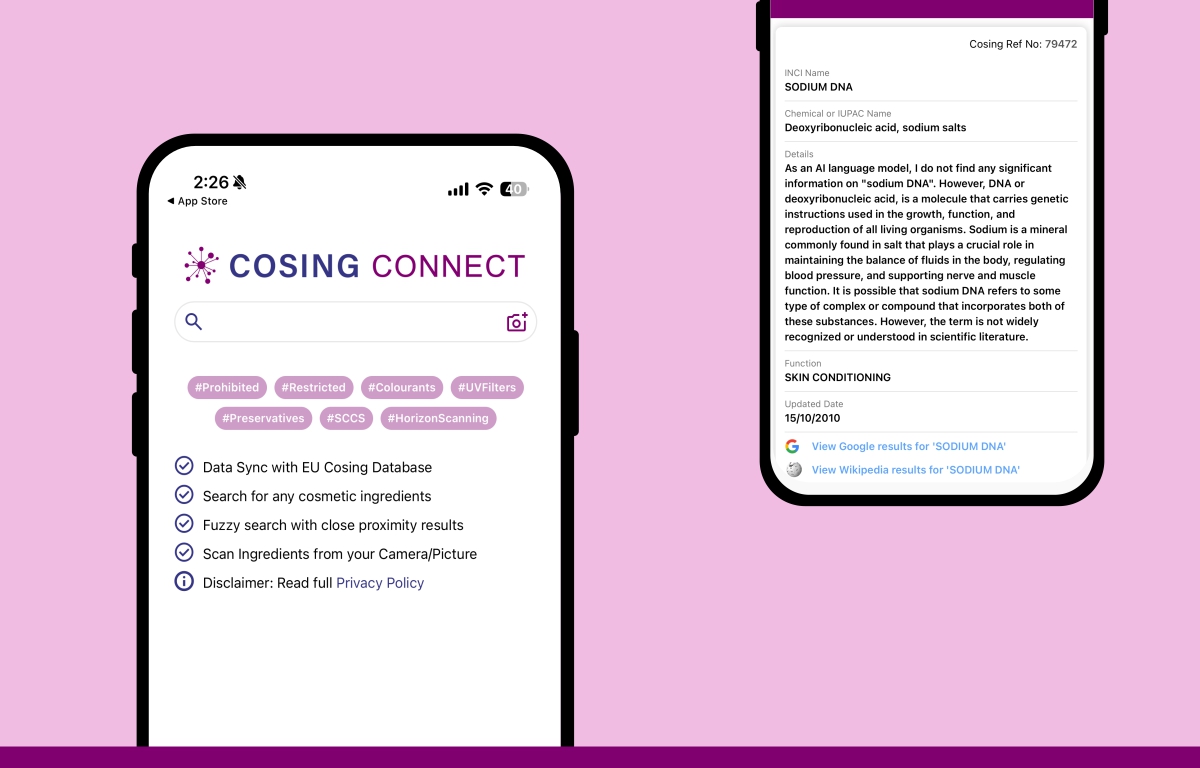 2:26
40
◀ App Store
COSING CONNECT
#Prohibited #Restricted #Colourants #UVFilters
#Preservatives #SCCS #HorizonScanning
Data Sync with EU Cosing Database
Search for any cosmetic ingredients
Fuzzy search with close proximity results
Scan Ingredients from your Camera/Picture
Disclaimer: Read full Privacy Policy
Cosing Ref No: 79472
INCI Name
SODIUM DNA
Chemical or IUPAC Name
Deoxyribonucleic acid, sodium salts
Details
As an AI language model, I do not find any significant
information on "sodium DNA". However, DNA or
deoxyribonucleic acid, is a molecule that carries genetic
instructions used in the growth, function, and
reproduction of all living organisms. Sodium is a mineral
commonly found in salt that plays a crucial role in
maintaining the balance of fluids in the body, regulating
blood pressure, and supporting nerve and muscle
function. It is possible that sodium DNA refers to some
type of complex or compound that incorporates both of
these substances. However, the term is not widely
recognized or understood in scientific literature.
Function
SKIN CONDITIONING
Updated Date
15/10/2010
View Google results for 'SODIUM DNA'
View Wikipedia results for 'SODIUM DNA'